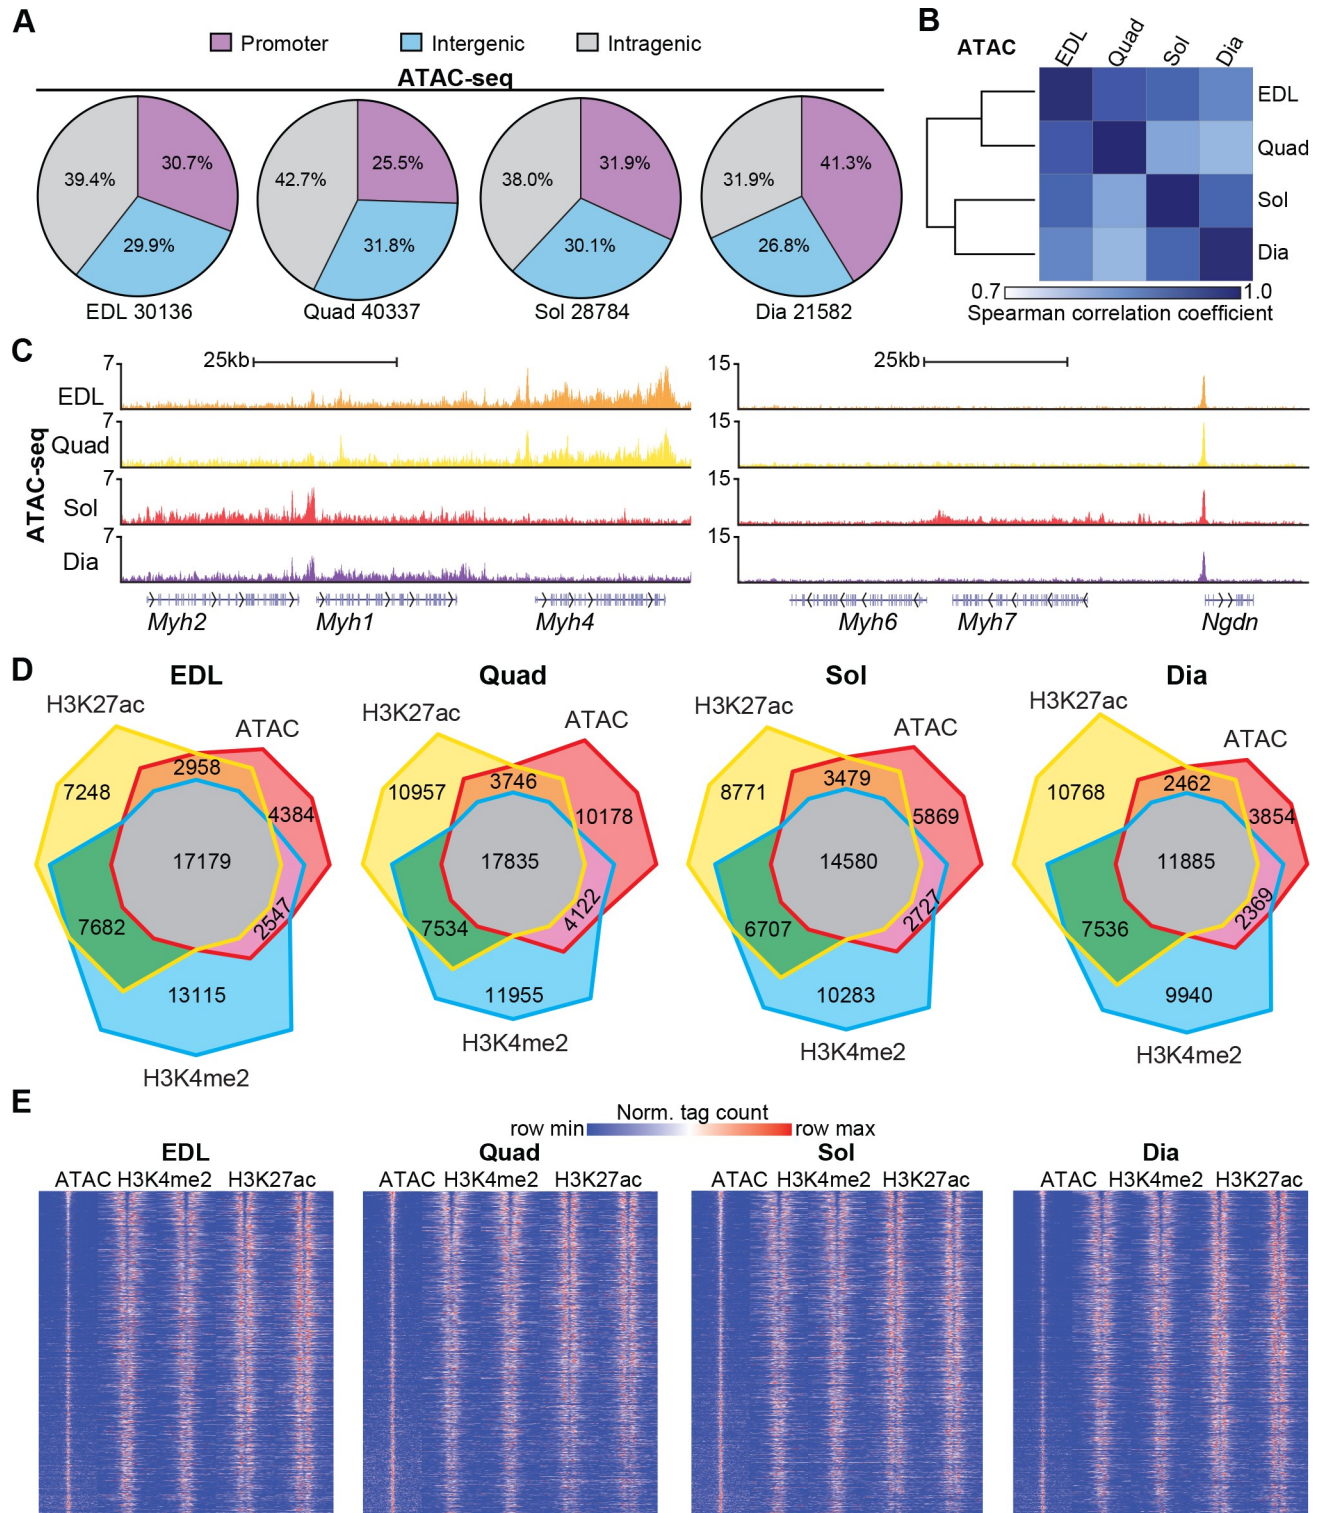 A
Promoter Intergenic Intragenic
ATAC-seq
39.4% 30.7% 29.9%
EDL 30136
42.7% 25.5% 31.8%
Quad 40337
38.0% 31.9% 30.1%
Sol 28784
31.9% 41.3% 26.8%
Dia 21582
B
ATAC
EDL Quad Sol Dia
EDL
Quad
Sol
Dia
0.7 1.0
Spearman correlation coefficient
C
ATAC-seq
25kb 25kb
EDL 7 15
Quad 7 15
Sol 7 15
Dia 7 15
Myh2 Myh1 Myh4 Myh6 Myh7 Ngdn
D
EDL
H3K27ac
ATAC
2958
7248
4384
17179
7682
2547
13115
H3K4me2
Quad
H3K27ac
ATAC
3746
10957
10178
17835
7534
4122
11955
H3K4me2
Sol
H3K27ac
ATAC
3479
8771
5869
14580
6707
2727
10283
H3K4me2
Dia
H3K27ac
ATAC
2462
10768
3854
11885
7536
2369
9940
H3K4me2
E
Norm. tag count
row min row max
EDL Quad Sol Dia
ATAC H3K4me2 H3K27ac ATAC H3K4me2 H3K27ac ATAC H3K4me2 H3K27ac ATAC H3K4me2 H3K27ac